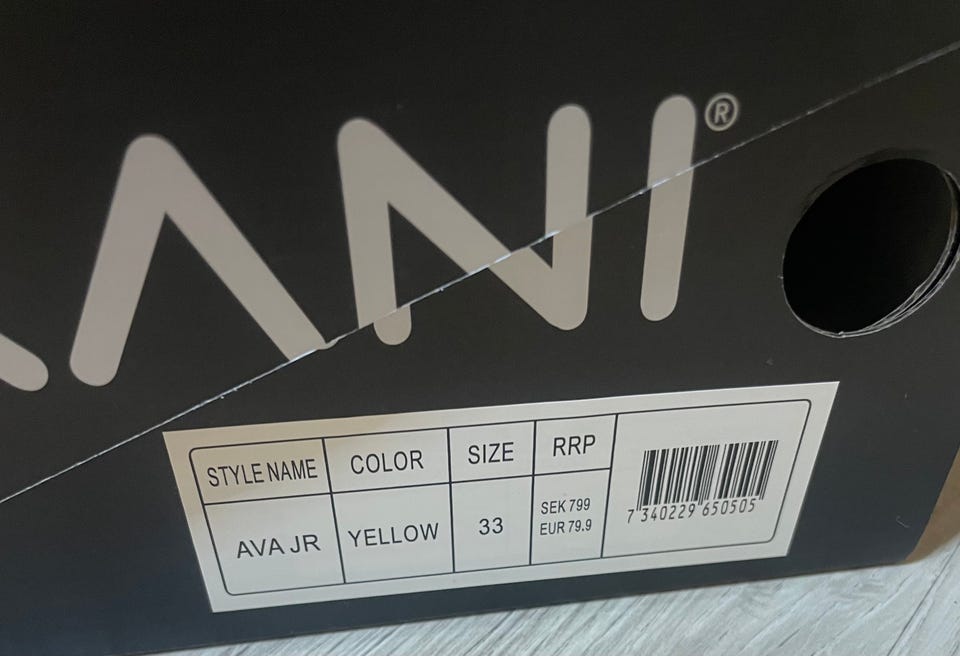 ANI®
STYLE NAME COLOR SIZE RRP
AVA JR YELLOW 33 SEK 799
EUR 79.9
7 340229 650505